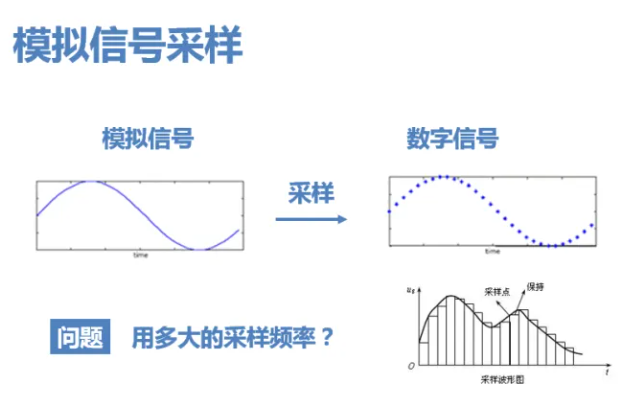 模拟信号采样
模拟信号
数字信号
采样
time
time
u_s
采样点
保持
问题
用多大的采样频率？
O
t
采样波形图